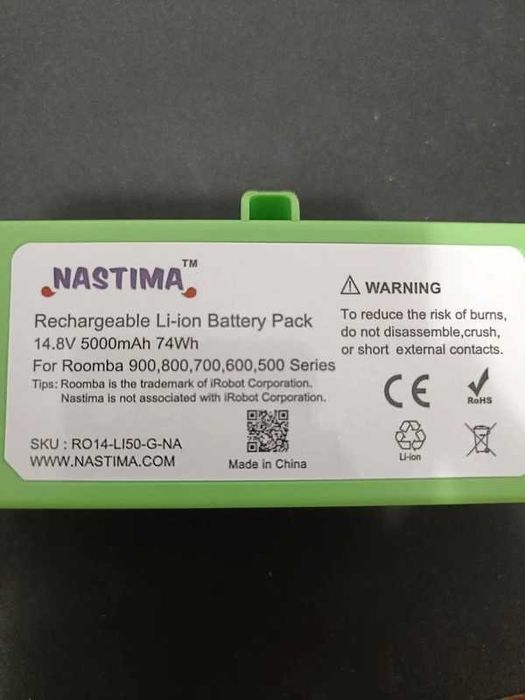 NASTIMA™
Rechargeable Li-ion Battery Pack
14.8V 5000mAh 74Wh
For Roomba 900,800,700,600,500 Series
Tips: Roomba is the trademark of iRobot Corporation.
Nastima is not associated with iRobot Corporation.
SKU : RO14-LI50-G-NA
WWW.NASTIMA.COM
Made in China
WARNING
To reduce the risk of burns,
do not disassemble,crush,
or short external contacts.
CE
RoHS
Li-ion